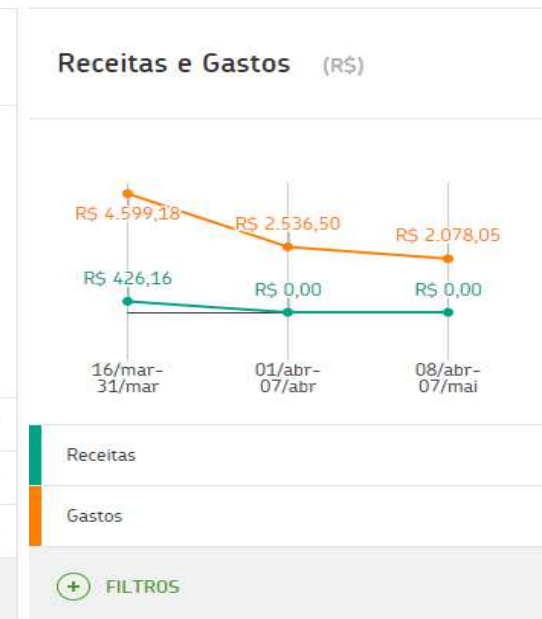 Receitas e Gastos (R$)
R$ 4.599,18
R$ 2.536,50
R$ 2.078,05
R$ 426,16
R$ 0,00
R$ 0,00
16/mar-
31/mar
01/abr-
07/abr
08/abr-
07/mai
Receitas
Gastos
+ FILTROS